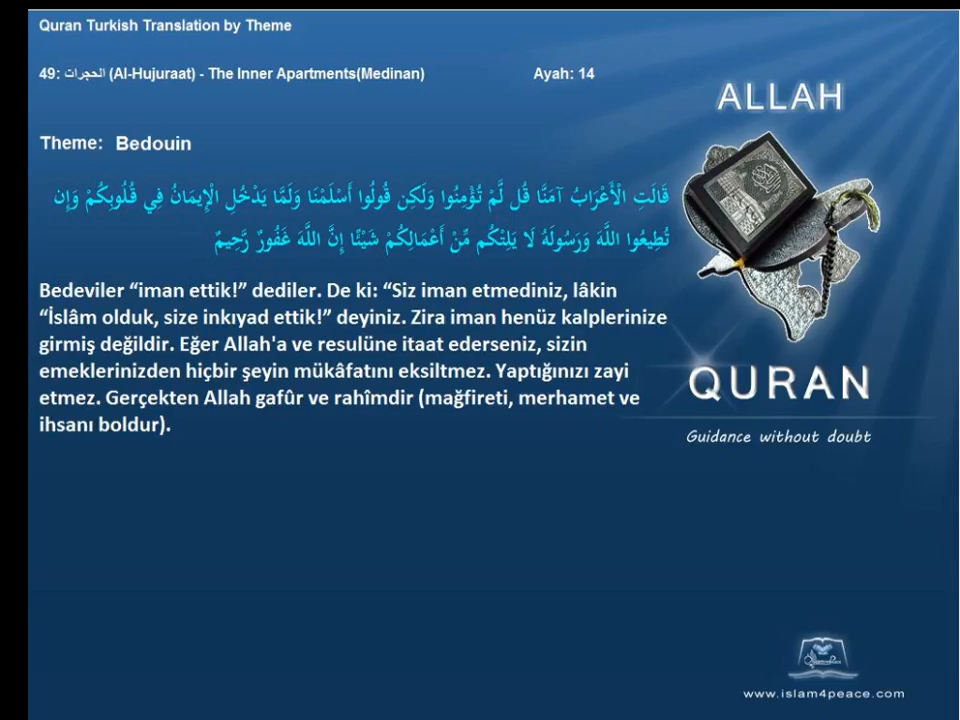 Quran Turkish Translation by Theme
49: الحجرات (Al-Hujuraat) - The Inner Apartments(Medinan) Ayah: 14
Theme: Bedouin
قَالَتِ الْأَعْرَابُ آمَنَّا قُل لَّمْ تُؤْمِنُوا وَلَكِن قُولُوا أَسْلَمْنَا وَلَمَّا يَدْخُلِ الْإِيمَانُ فِي قُلُوبِكُمْ وَإِن
تُطِيعُوا اللَّهَ وَرَسُولَهُ لَا يَلِتْكُم مِّنْ أَعْمَالِكُمْ شَيْئًا إِنَّ اللَّهَ غَفُورٌ رَّحِيمٌ
Bedeviler “iman ettik!” dediler. De ki: “Siz iman etmediniz, lâkin
“İslâm olduk, size inkıyad ettik!” deyiniz. Zira iman henüz kalplerinize
girmiş değildir. Eğer Allah'a ve resulüne itaat ederseniz, sizin
emeklerinizden hiçbir şeyin mükâfatını eksiltmez. Yaptığınızı zayi
etmez. Gerçekten Allah gafûr ve rahîmdir (mağfireti, merhamet ve
ihsanı boldur).
ALLAH
QURAN
Guidance without doubt
www.islam4peace.com